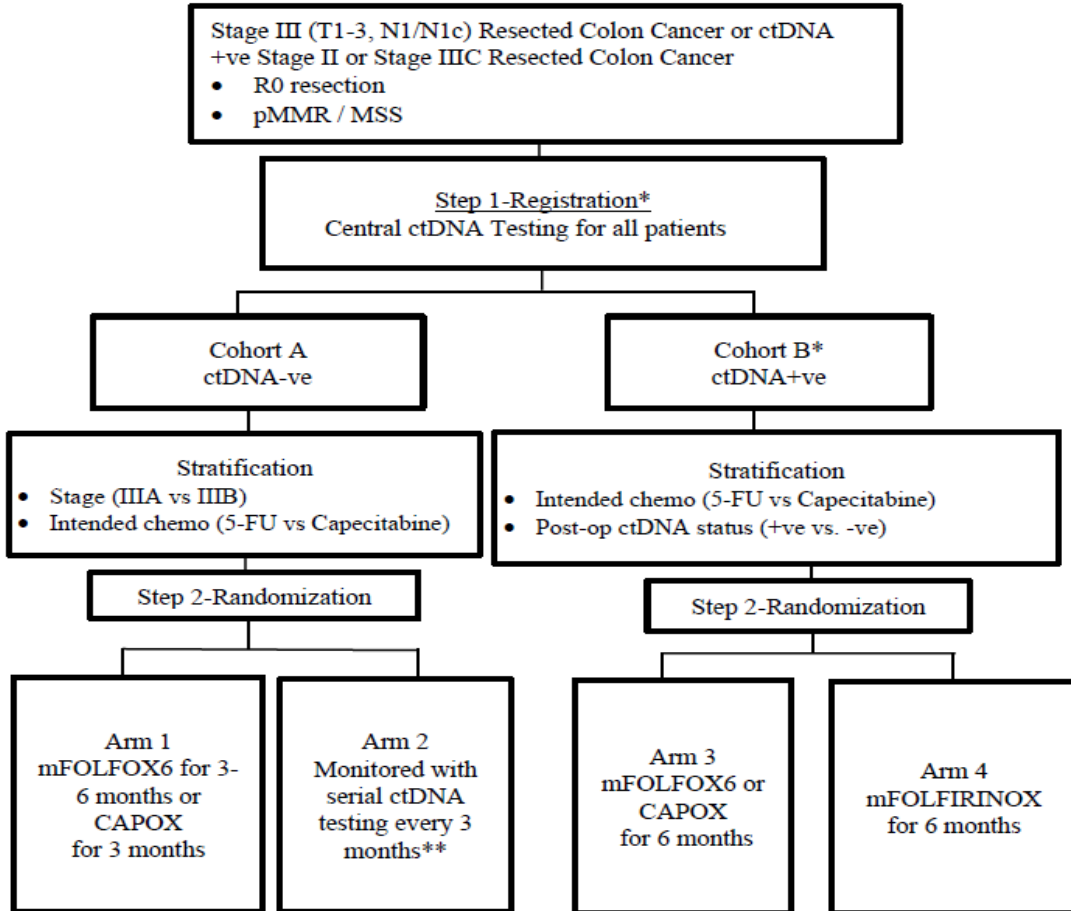 Stage III (T1-3, N1/N1c) Resected Colon Cancer or ctDNA
+ve Stage II or Stage IIIC Resected Colon Cancer
• R0 resection
• pMMR / MSS
Step 1-Registration*
Central ctDNA Testing for all patients
Cohort A
ctDNA-ve
Cohort B*
ctDNA+ve
Stratification
• Stage (IIIA vs IIIB)
• Intended chemo (5-FU vs Capecitabine)
Stratification
• Intended chemo (5-FU vs Capecitabine)
• Post-op ctDNA status (+ve vs. -ve)
Step 2-Randomization
Step 2-Randomization
Arm 1
mFOLFOX6 for 3-
6 months or
CAPOX
for 3 months
Arm 2
Monitored with
serial ctDNA
testing every 3
months**
Arm 3
mFOLFOX6 or
CAPOX
for 6 months
Arm 4
mFOLFIRINOX
for 6 months